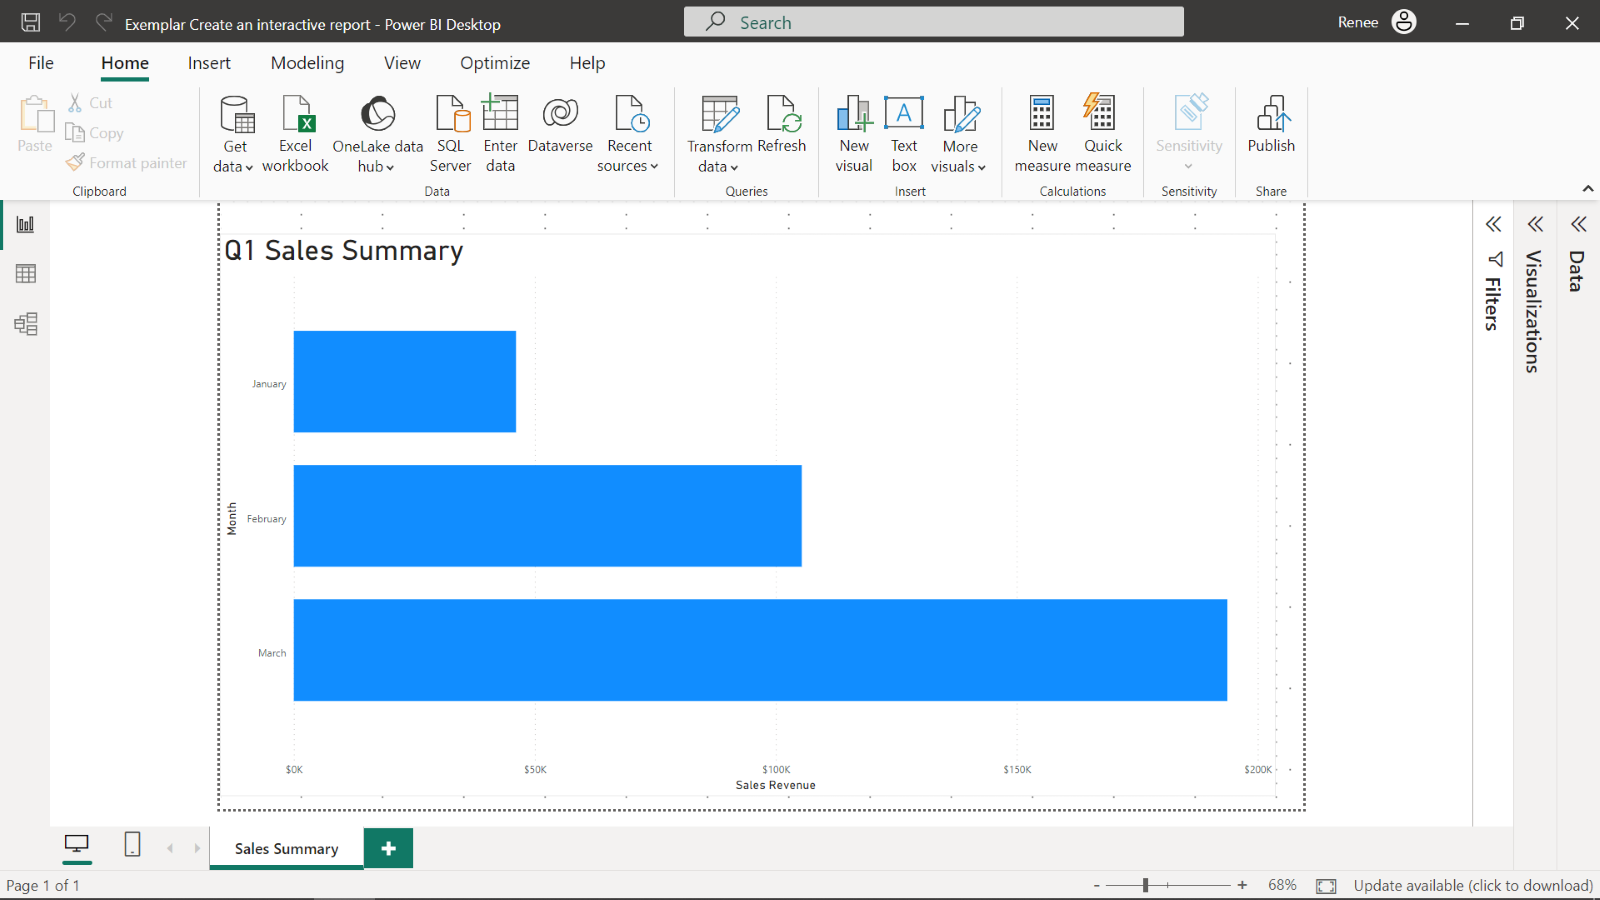 Exemplar Create an interactive report - Power BI Desktop
Search
Renee
File Home Insert Modeling View Optimize Help
Paste
Cut
Copy
Format painter
Clipboard
Get data
Excel workbook
OneLake data hub
SQL Server
Enter data
Dataverse
Recent sources
Data
Transform data
Refresh
Queries
New visual
A
Text box
More visuals
Insert
New measure
Quick measure
Calculations
Sensitivity
Sensitivity
Publish
Share
Q1 Sales Summary
Month
January
February
March
$0K $50K $100K $150K $200K
Sales Revenue
Filters
Visualizations
Data
Sales Summary
Page 1 of 1
- + 68%
Update available (click to download)